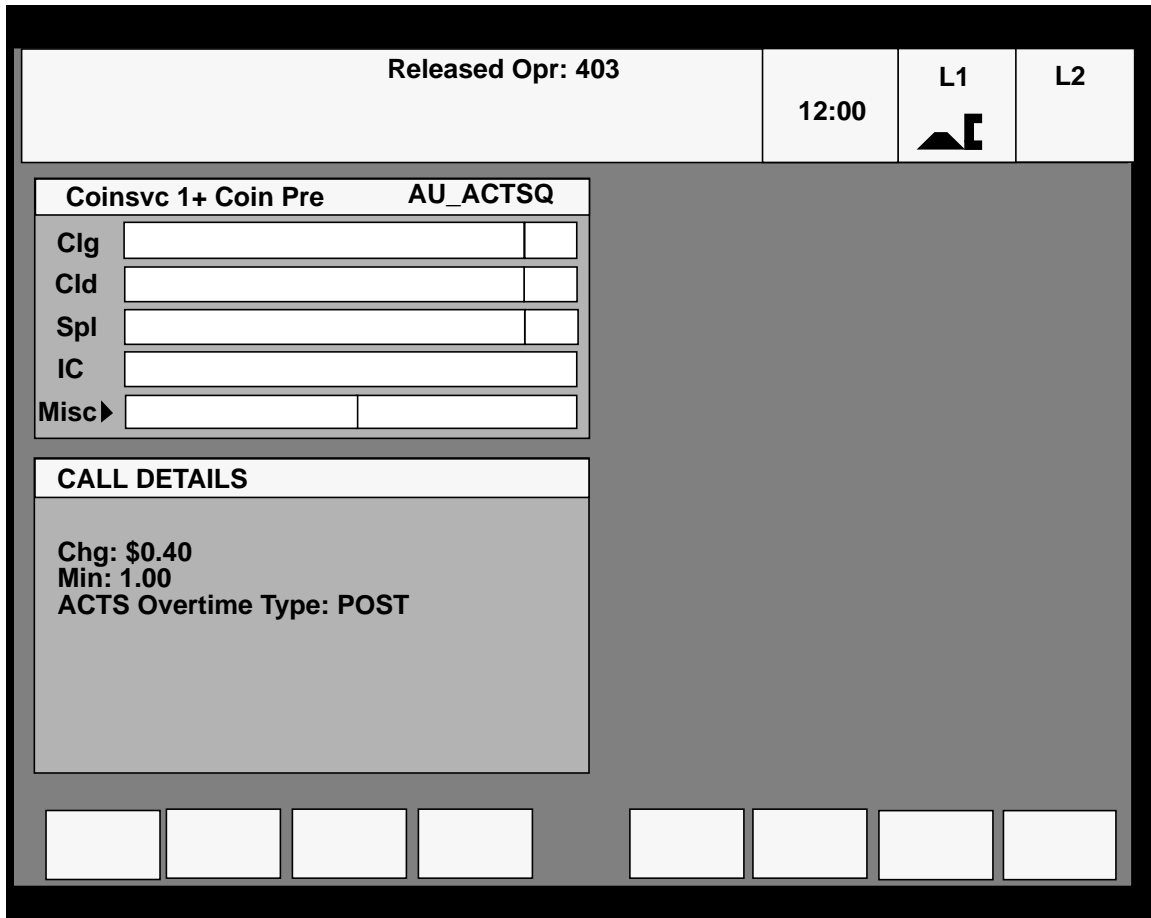 Released Opr: 403
12:00
L1
L2
Coinsvc 1+ Coin Pre AU_ACTSQ
Clg
Cld
Spl
IC
Misc
CALL DETAILS
Chg: $0.40
Min: 1.00
ACTS Overtime Type: POST